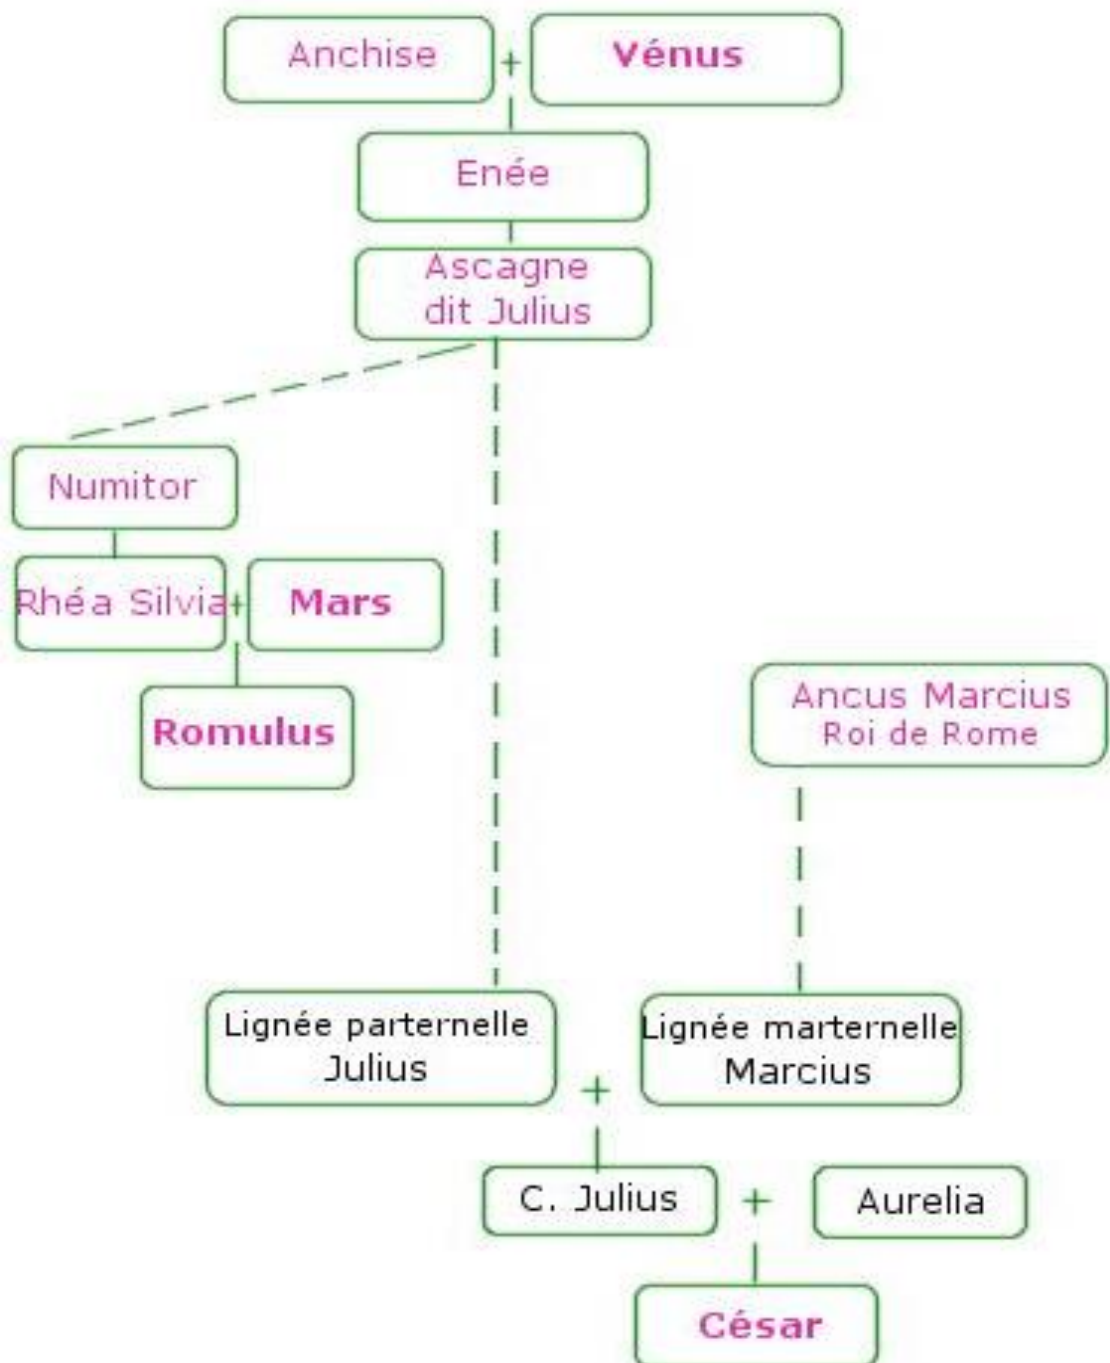 Anchise + Vénus
Enée
Ascagne
dit Julius
Numitor
Rhéa Silvia + Mars
Romulus
Ancus Marcius
Roi de Rome
Lignée parternelle
Julius
+
Lignée marternelle
Marcius
C. Julius + Aurelia
César